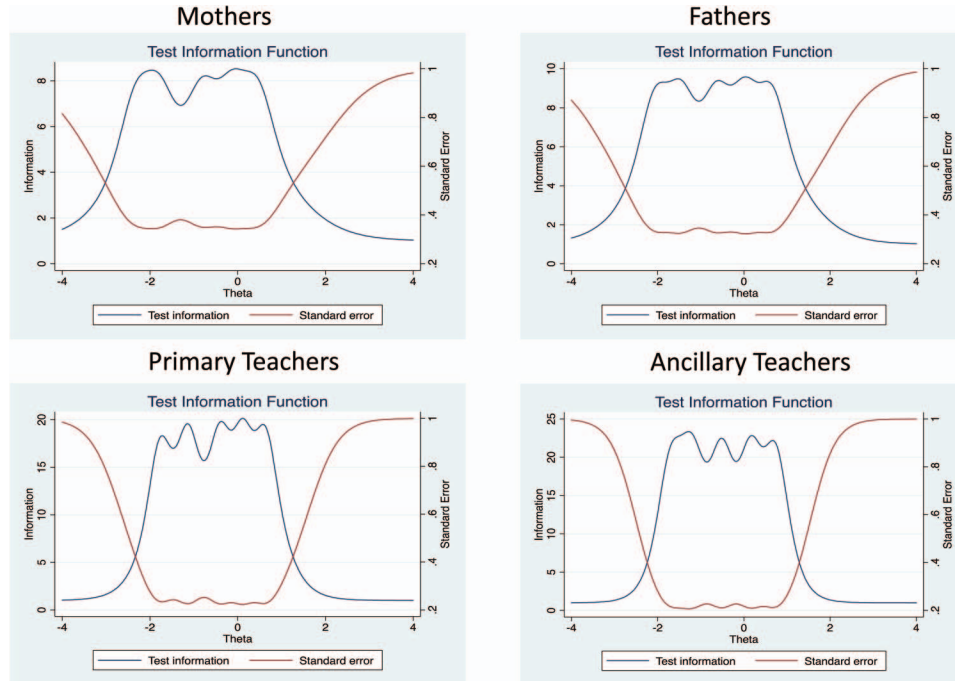 Mothers
Test Information Function
8
6
4
2
0
Information
1
.8
.6
.4
.2
Standard Error
-4 -2 0 2 4
Theta
Test information Standard error
Fathers
Test Information Function
10
8
6
4
2
0
Information
1
.8
.6
.4
.2
Standard Error
-4 -2 0 2 4
Theta
Test information Standard error
Primary Teachers
Test Information Function
20
15
10
5
0
Information
1
.8
.6
.4
.2
Standard Error
-4 -2 0 2 4
Theta
Test information Standard error
Ancillary Teachers
Test Information Function
25
20
15
10
5
0
Information
1
.8
.6
.4
.2
Standard Error
-4 -2 0 2 4
Theta
Test information Standard error